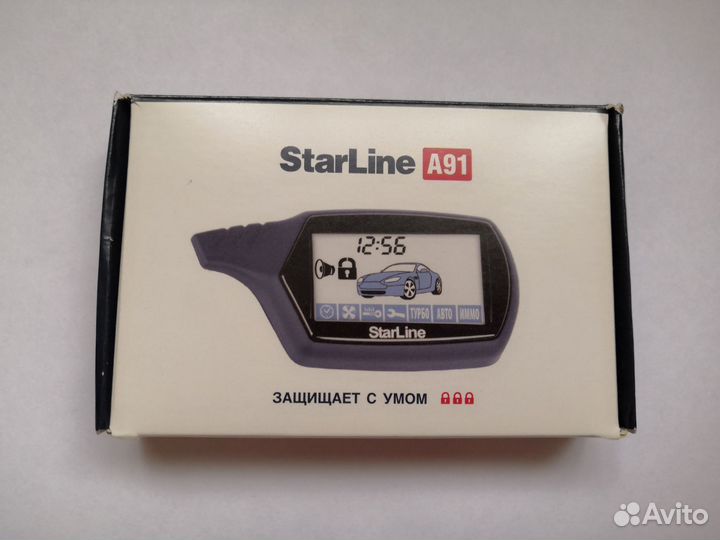 StarLine A91
12:56
ТУРБО АВТО ИММО
StarLine
ЗАЩИЩАЕТ С УМОМ
Avito